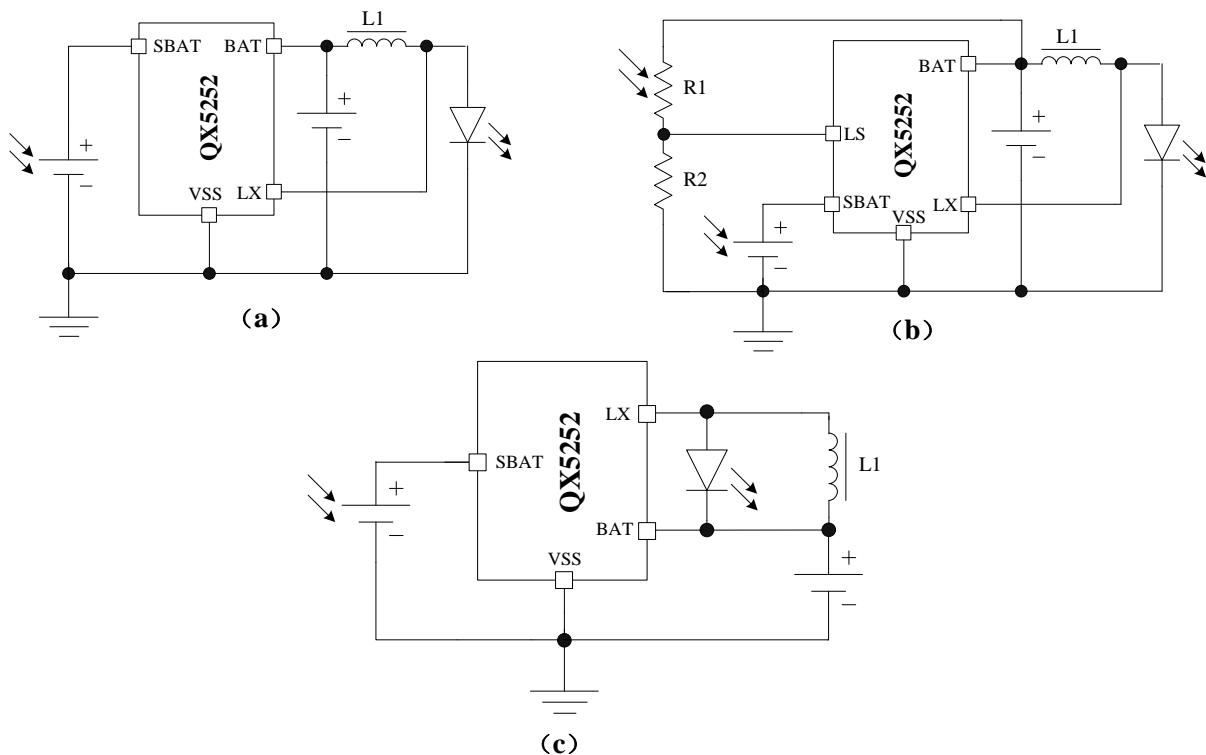 L1
SBAT
BAT
QX5252
+
−
+
−
LX
VSS
(a)
L1
BAT
R1
LS
QX5252
+
−
R2
SBAT
LX
VSS
+
−
(b)
LX
QX5252
SBAT
L1
+
−
BAT
VSS
+
−
(c)